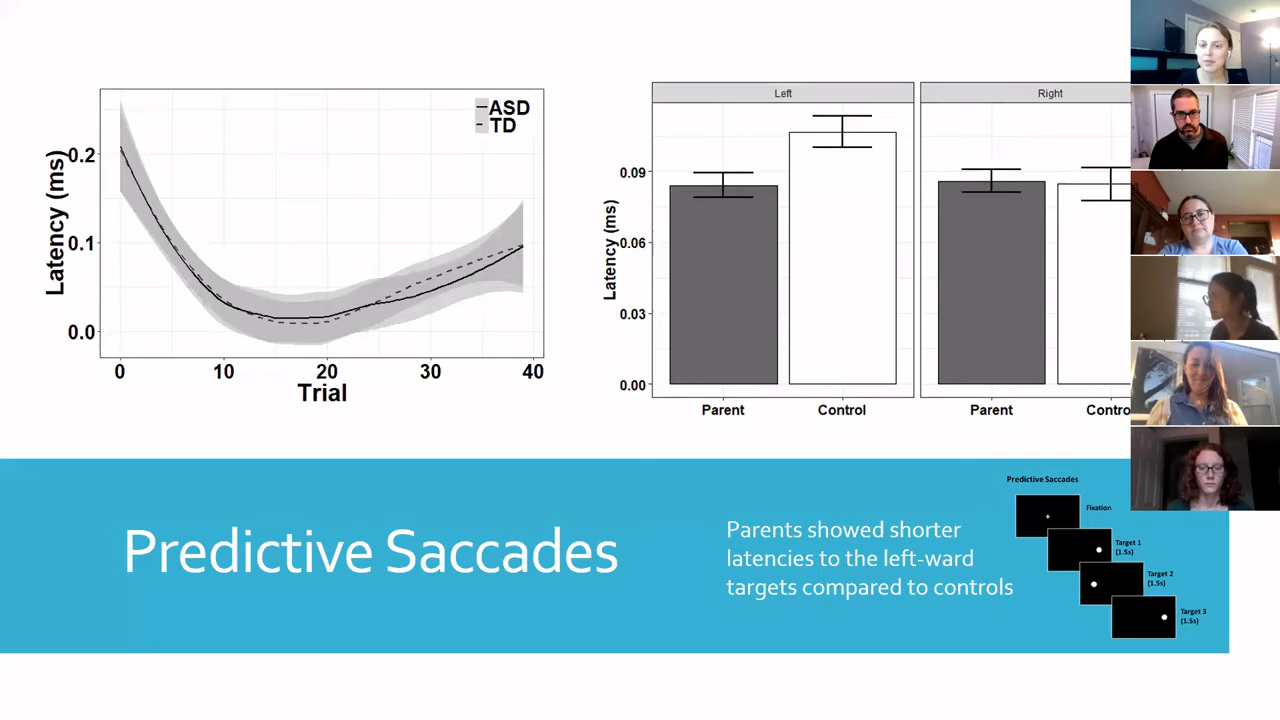 ASD
TD
0.2
0.1
0.0
Latency (ms)
0
10
20
30
40
Trial
Left
Right
0.09
0.06
0.03
0.00
Latency (ms)
Parent
Control
Parent
Contro
Predictive Saccades
Parents showed shorter
latencies to the left-ward
targets compared to controls
Predictive Saccades
Fixation
Target 1
(1.5s)
Target 2
(1.5s)
Target 3
(1.5s)